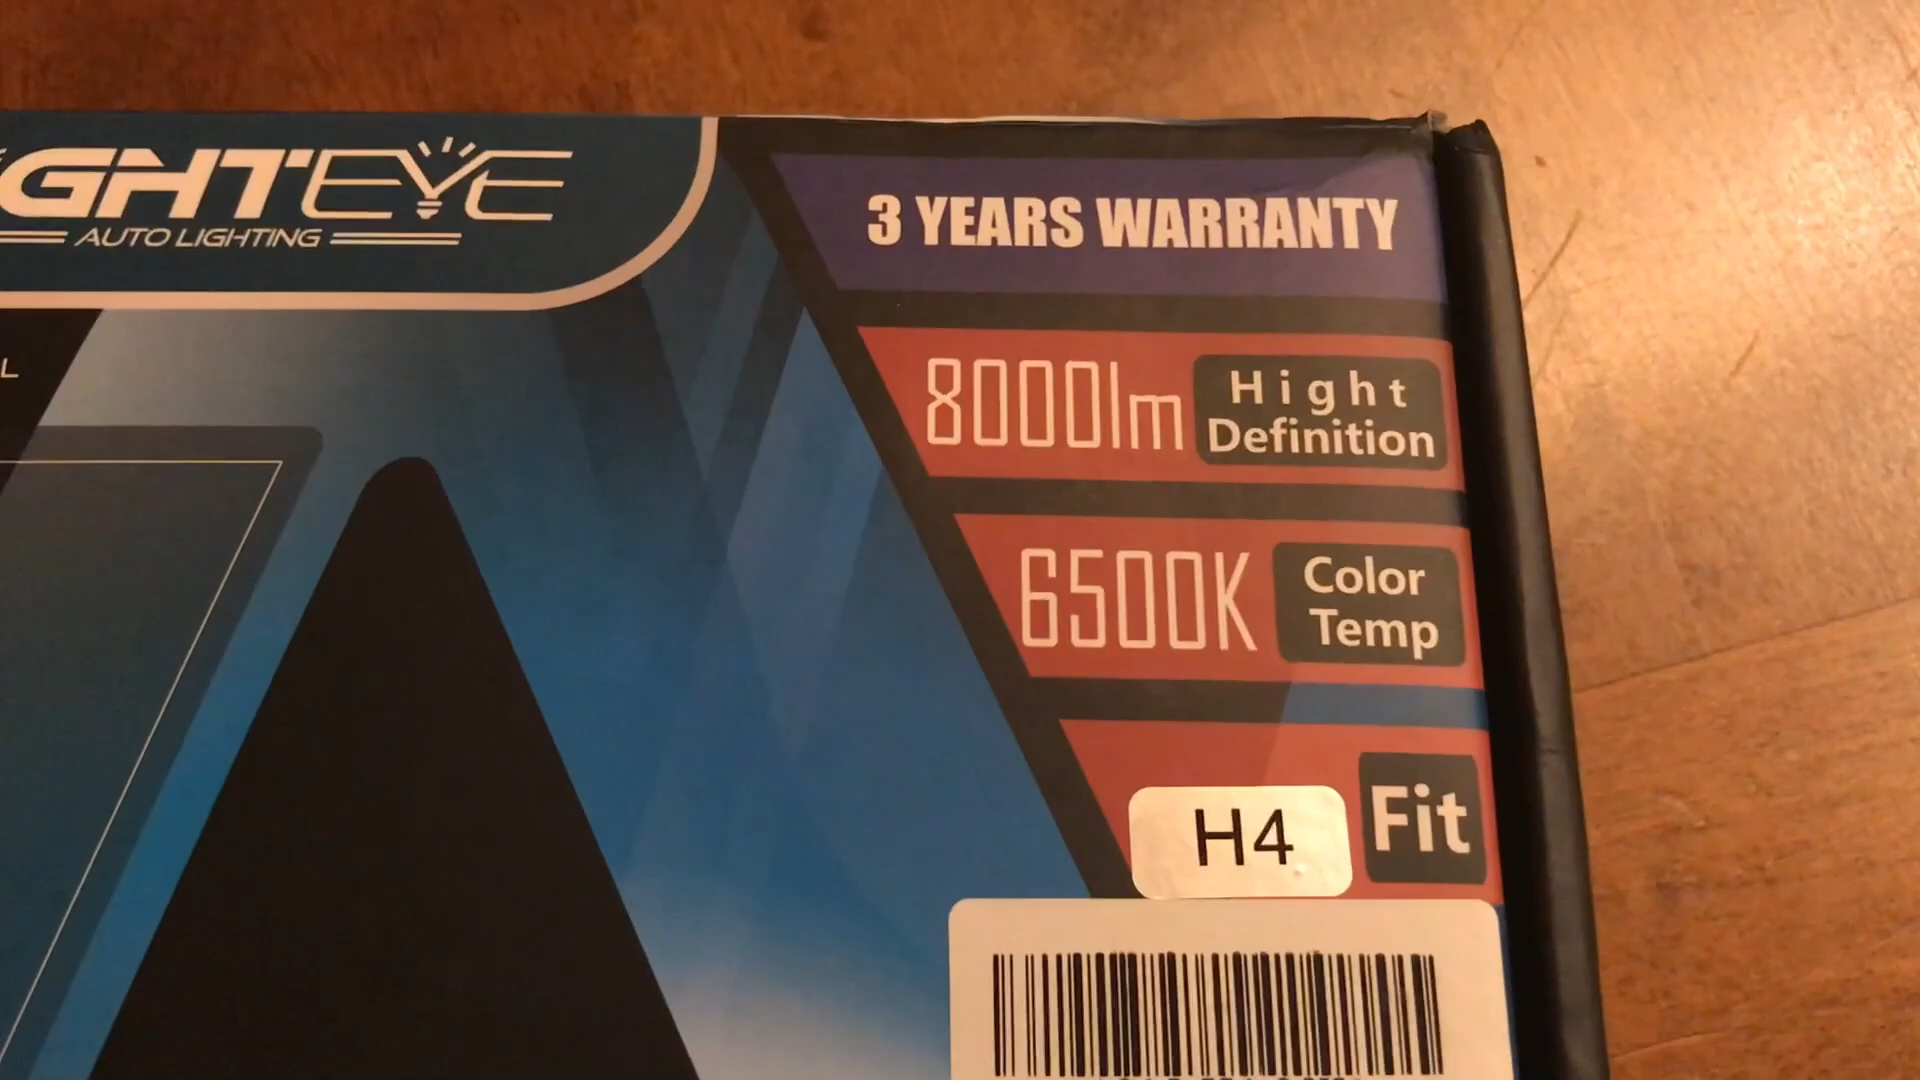 GHTEYE
AUTO LIGHTING
L
3 YEARS WARRANTY
8000lm
Hight
Definition
6500K
Color
Temp
H4
Fit